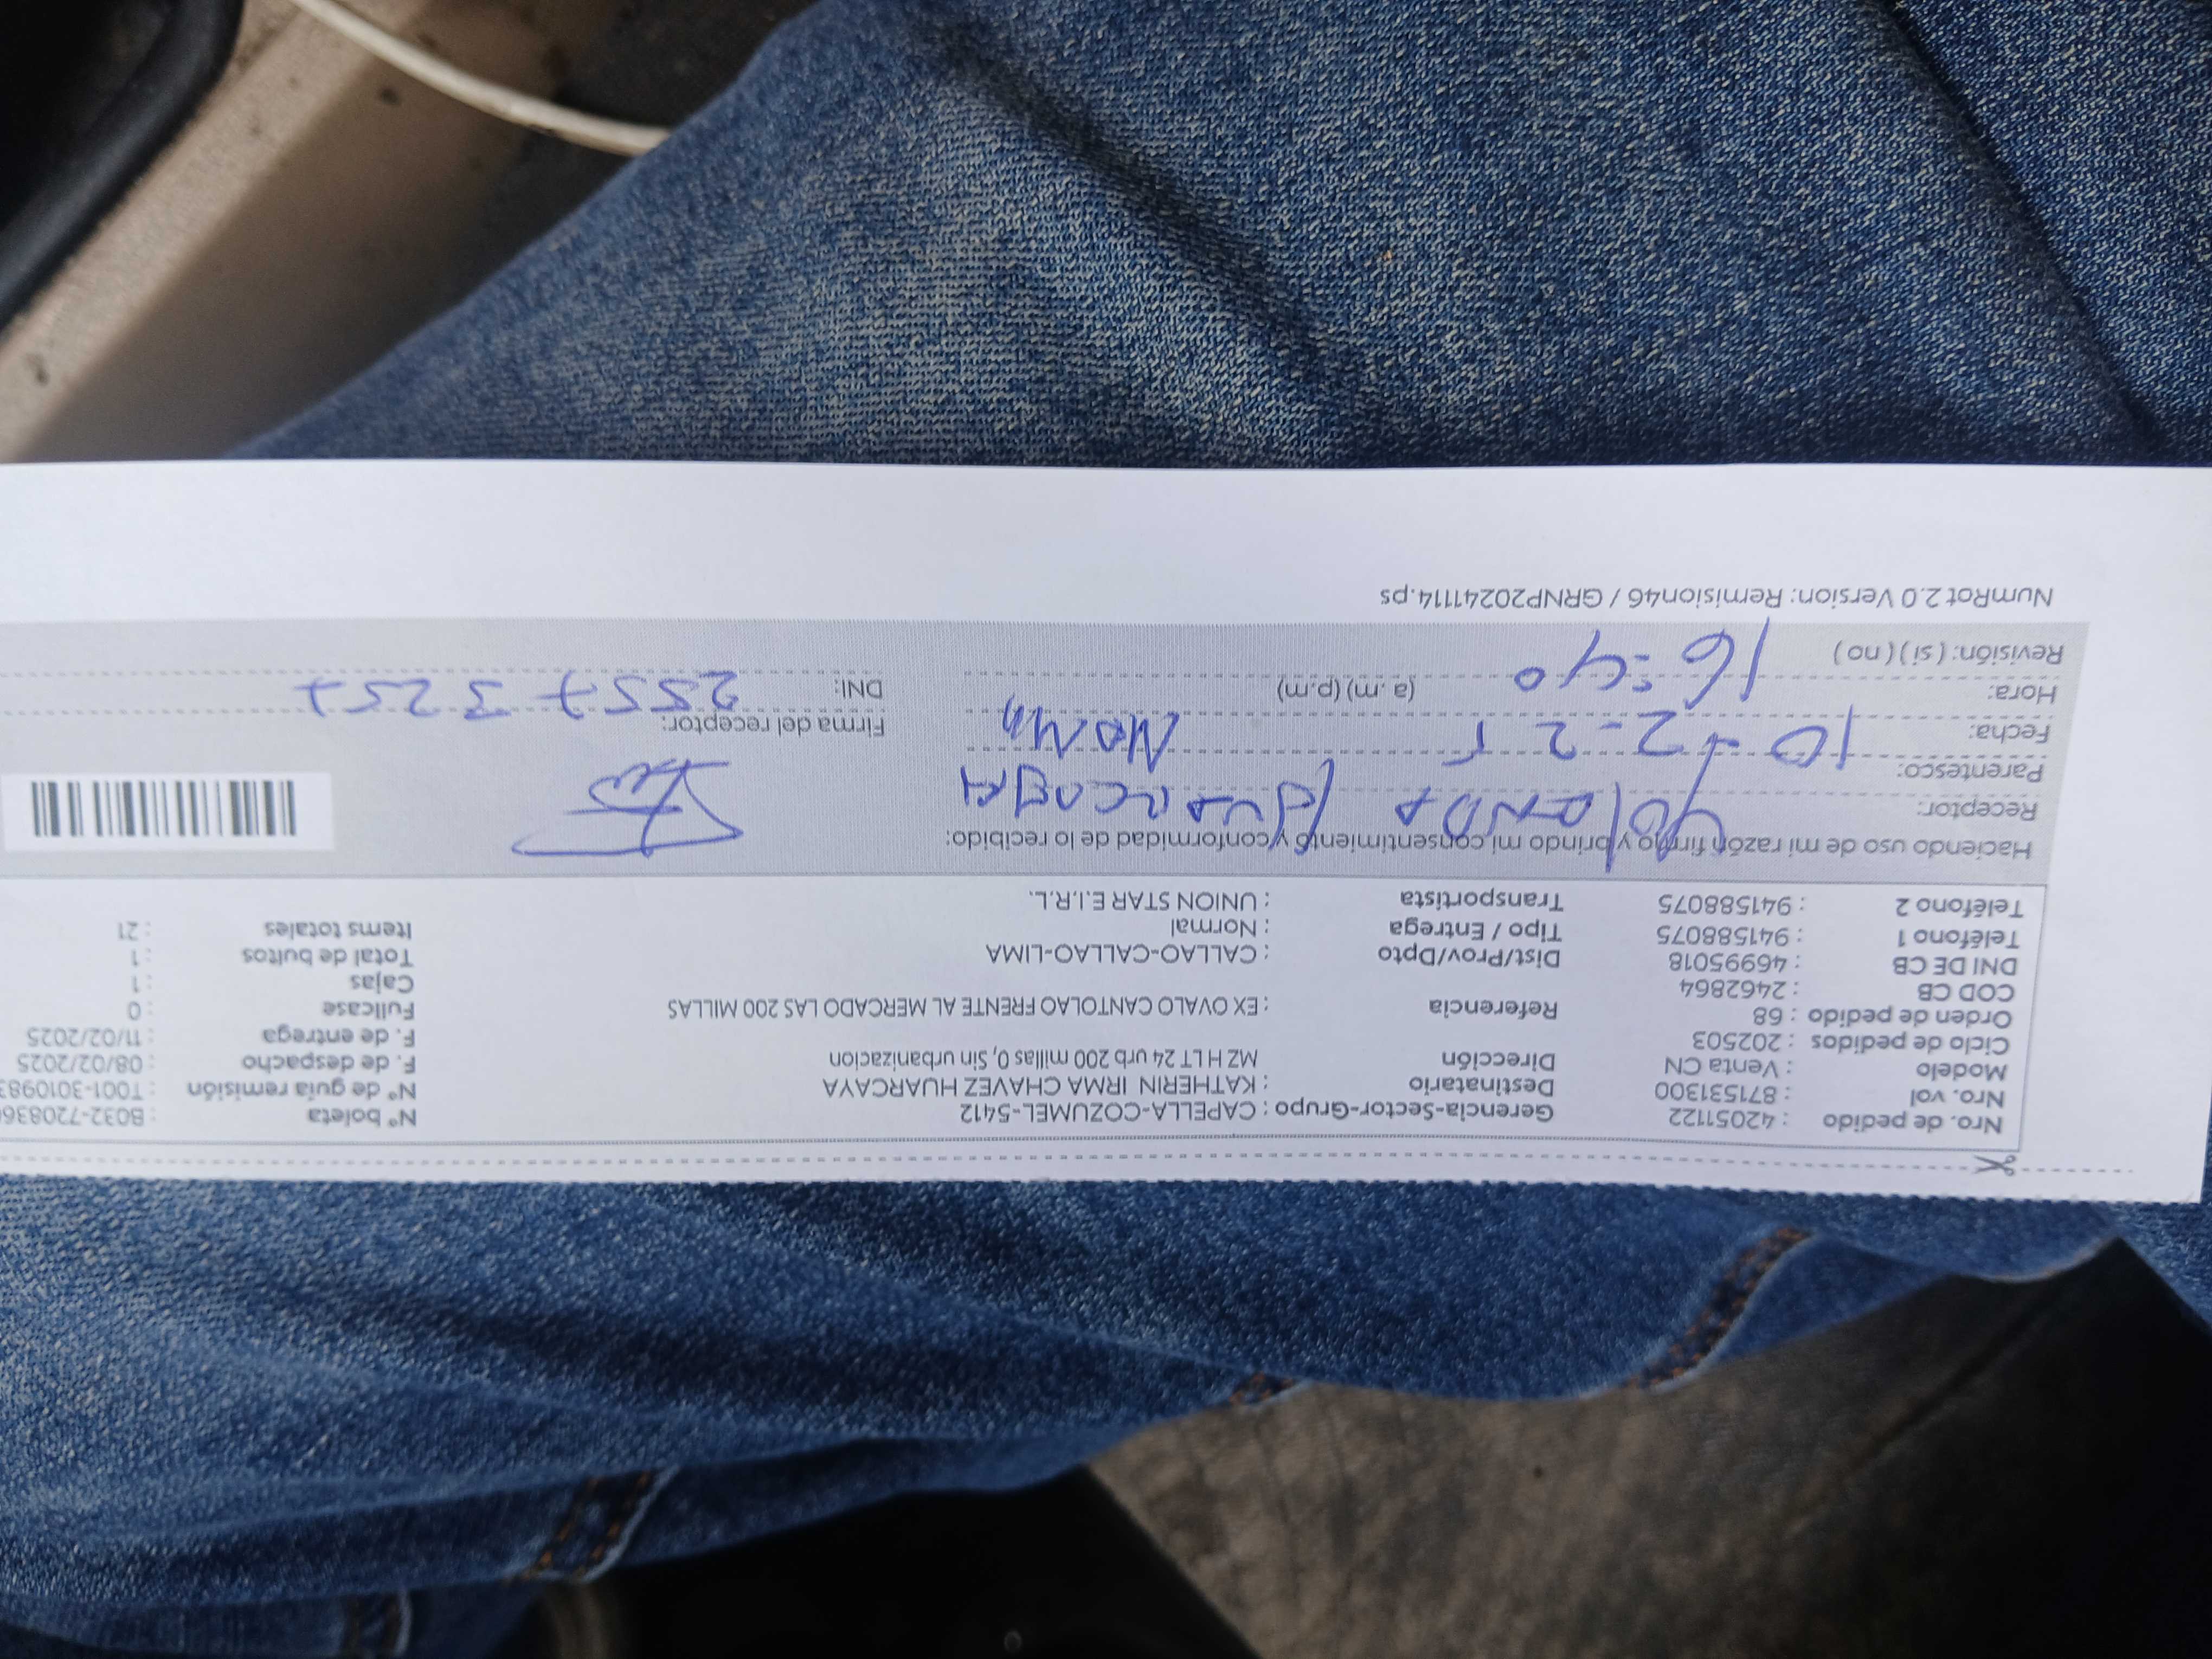 Nro. de pedido : 42051122 Gerencia-Sector-Grupo : CAPELLA-COZUMEL-5412 N° boleta : B032-720836
Nro. vol : 871531300 Destinatario : KATHERIN IRMA CHAVEZ HUARCAYA N° de guía remisión : T001-3010983
Modelo : Venta CN Dirección MZ H LT 24 urb 200 millas 0, Sin urbanizacion F. de despacho : 08/02/2025
Ciclo de pedidos : 202503 F. de entrega : 11/02/2025
Orden de pedido : 68 Referencia : EX OVALO CANTOLAO FRENTE AL MERCADO LAS 200 MILLAS Fullcase : 0
COD CB : 2462864 Cajas : 1
DNI DE CB : 46995018 Dist/Prov/Dpto : CALLAO-CALLAO-LIMA Total de bultos : 1
Teléfono 1 : 941588075 Tipo / Entrega : Normal Items totales : 21
Teléfono 2 : 941588075 Transportista : UNION STAR E.I.R.L.
Haciendo uso de mi razón firmo y brindo mi consentimiento y conformidad de lo recibido:
Receptor: Yolanda
Parentesco: MAMA
Fecha: 10-2-25 Firma del receptor:
Hora: 16:40 (a.m) (p.m) DNI: 25573257
Revisión: ( si ) ( no )
NumRot 2.0 Version: Remision46 / GRNP20241114.ps